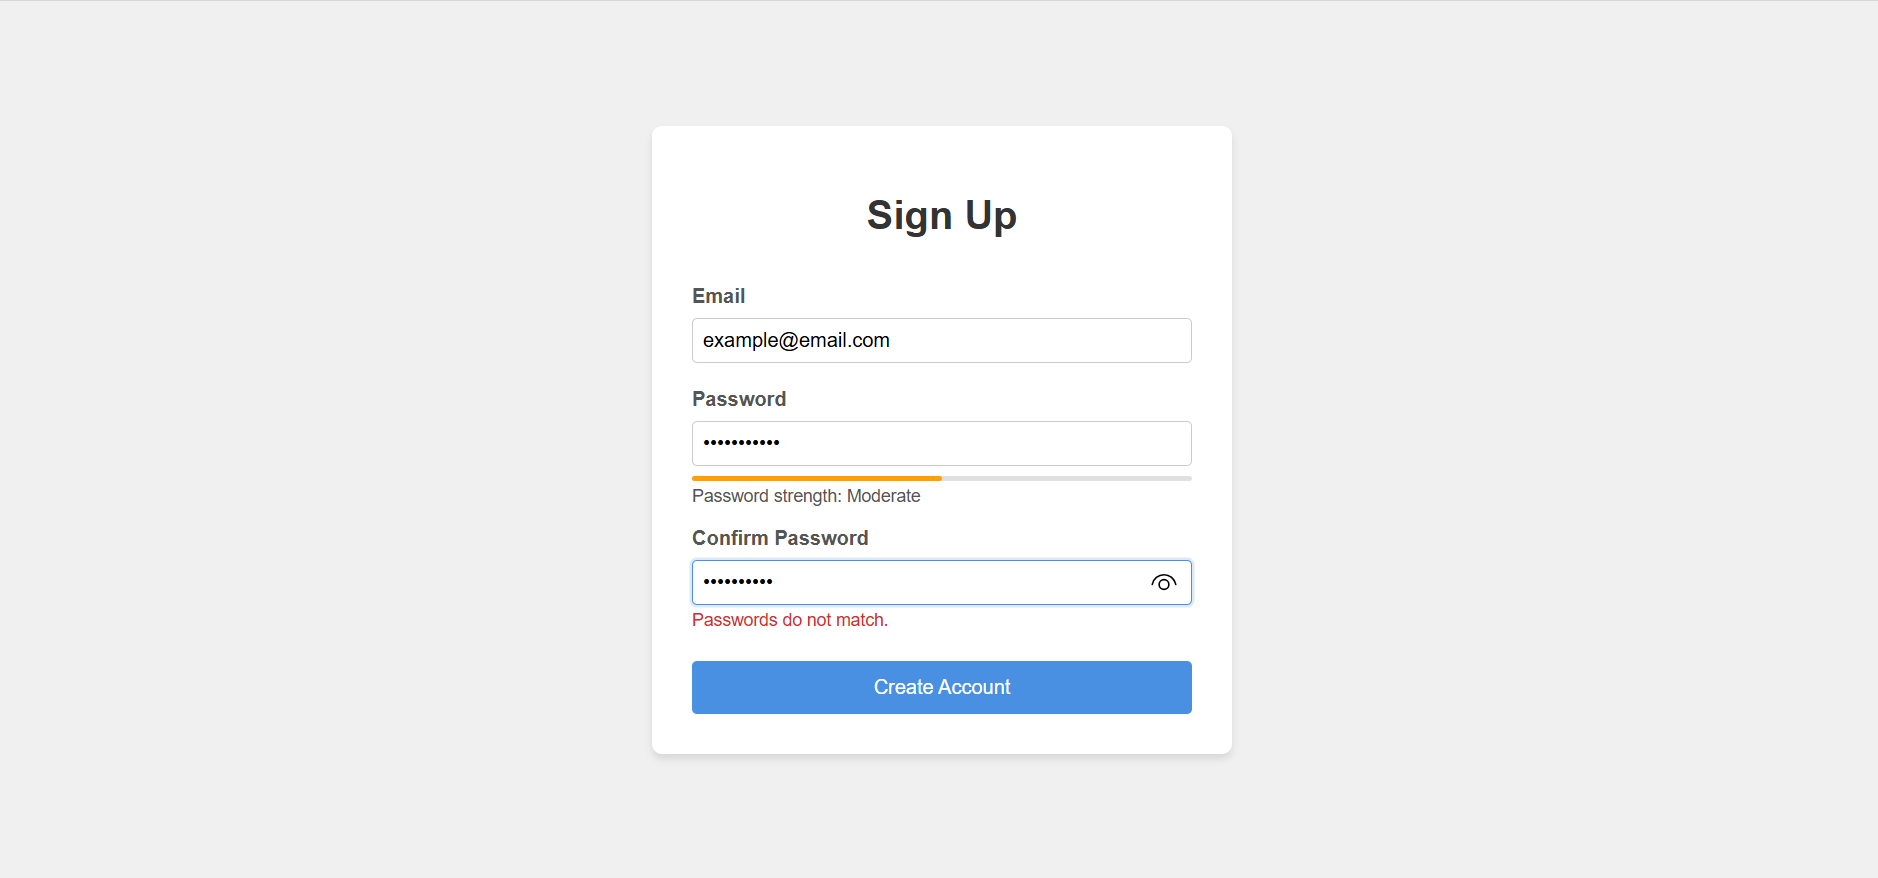 Sign Up
Email
example@email.com
Password
•••••••••••
Password strength: Moderate
Confirm Password
••••••••••
Passwords do not match.
Create Account